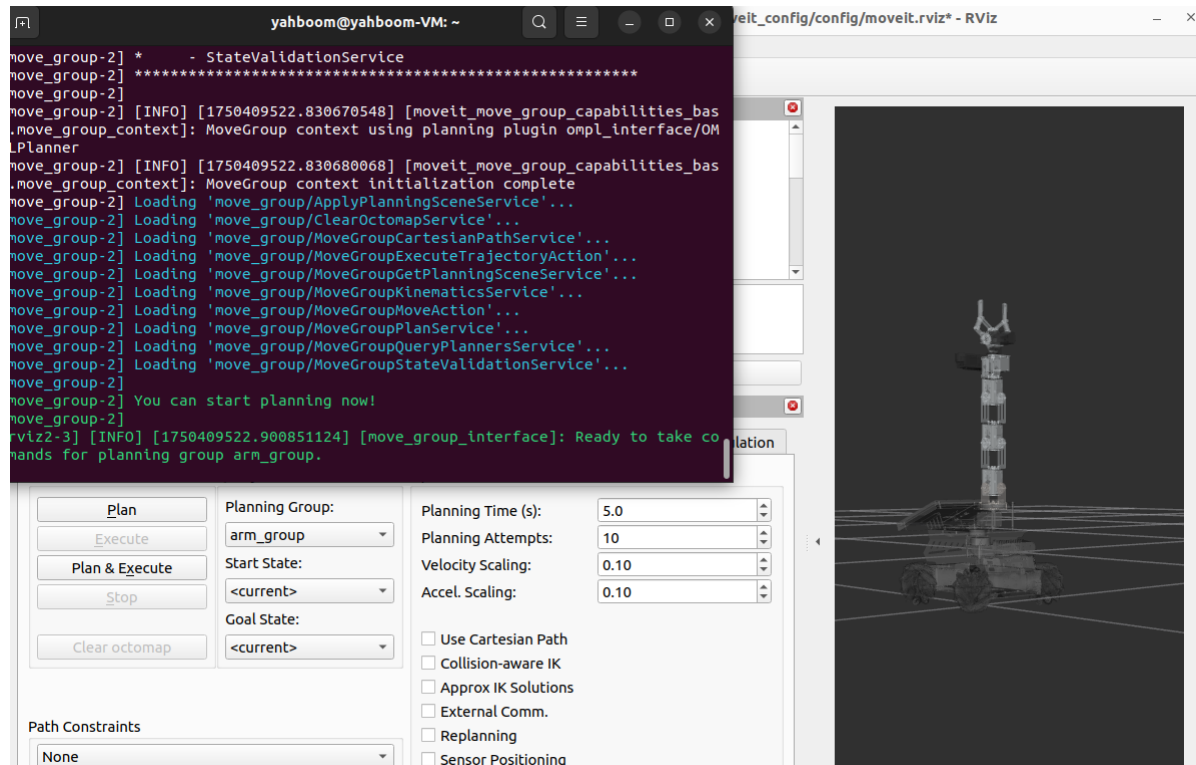 yahboom@yahboom-VM: ~
veit_config/config/moveit.rviz* - RViz
move_group-2] *     - StateValidationService
move_group-2] ********************************************************
move_group-2]
move_group-2] [INFO] [1750409522.830670548] [moveit_move_group_capabilities_bas
.move_group_context]: MoveGroup context using planning plugin ompl_interface/OM
LPlanner
move_group-2] [INFO] [1750409522.830680068] [moveit_move_group_capabilities_bas
.move_group_context]: MoveGroup context initialization complete
move_group-2] Loading 'move_group/ApplyPlanningSceneService'...
move_group-2] Loading 'move_group/ClearOctomapService'...
move_group-2] Loading 'move_group/MoveGroupCartesianPathService'...
move_group-2] Loading 'move_group/MoveGroupExecuteTrajectoryAction'...
move_group-2] Loading 'move_group/MoveGroupGetPlanningSceneService'...
move_group-2] Loading 'move_group/MoveGroupKinematicsService'...
move_group-2] Loading 'move_group/MoveGroupMoveAction'...
move_group-2] Loading 'move_group/MoveGroupPlanService'...
move_group-2] Loading 'move_group/MoveGroupQueryPlannersService'...
move_group-2] Loading 'move_group/MoveGroupStateValidationService'...
move_group-2]
move_group-2] You can start planning now!
move_group-2]
rviz2-3] [INFO] [1750409522.900851124] [move_group_interface]: Ready to take co
mands for planning group arm_group.
lation
Plan
Execute
Plan & Execute
Stop
Clear octomap
Planning Group:
arm_group
Start State:
<current>
Goal State:
<current>
Planning Time (s): 5.0
Planning Attempts: 10
Velocity Scaling: 0.10
Accel. Scaling: 0.10
Use Cartesian Path
Collision-aware IK
Approx IK Solutions
External Comm.
Replanning
Sensor Positioning
Path Constraints
None